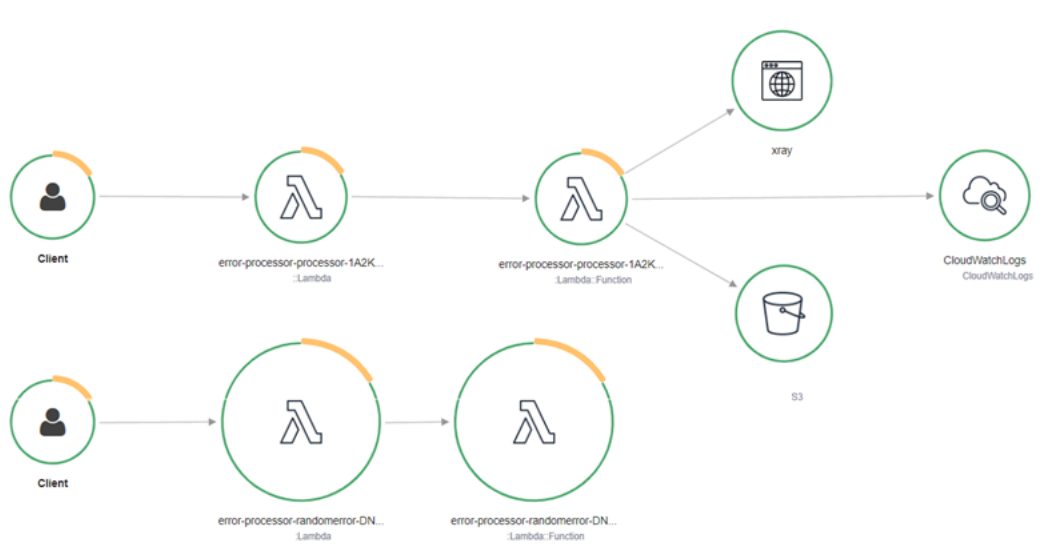 xray
Client
error-processor-processor-1A2K...
::Lambda
error-processor-processor-1A2K...
:Lambda::Function
CloudWatchLogs
CloudWatchLogs
S3
Client
error-processor-randomerror-DN...
:Lambda
error-processor-randomerror-DN...
:Lambda::Function